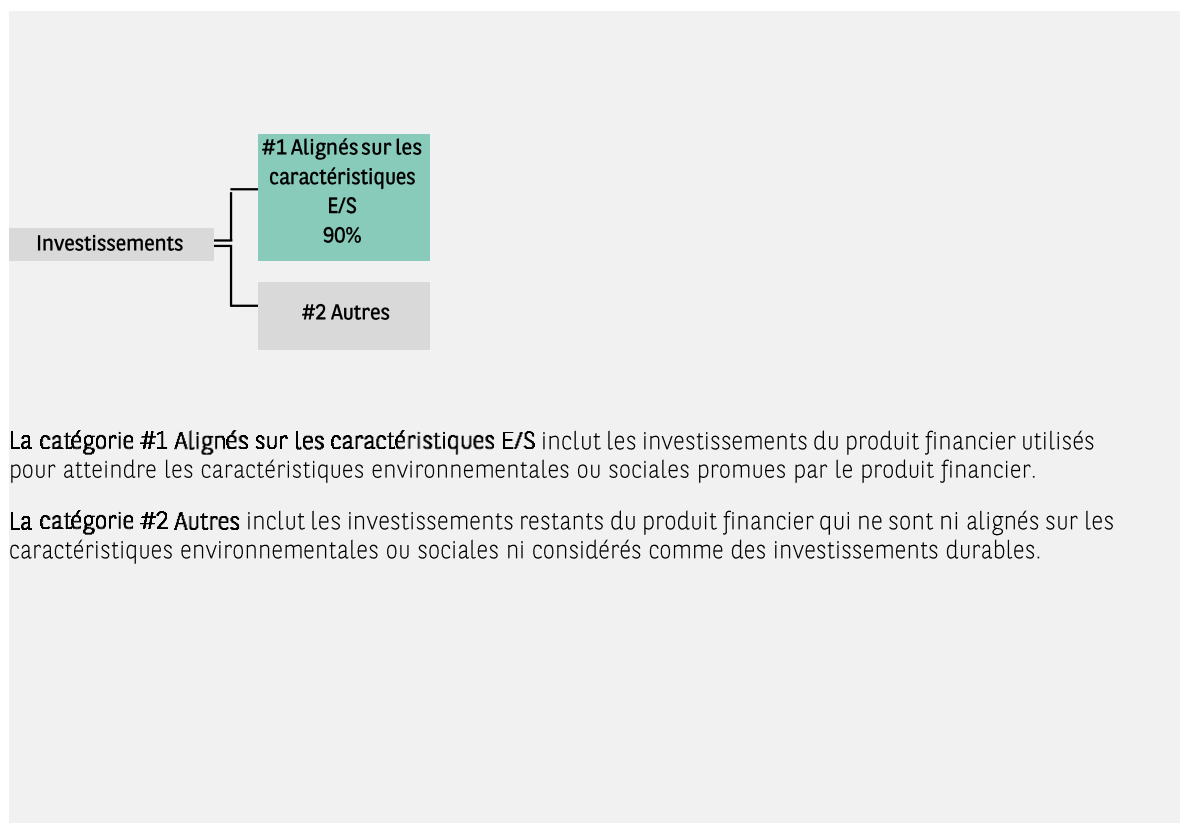 #1 Alignés sur les
caractéristiques
E/S
90%
Investissements
#2 Autres
La catégorie #1 Alignés sur les caractéristiques E/S inclut les investissements du produit financier utilisés
pour atteindre les caractéristiques environnementales ou sociales promues par le produit financier.
La catégorie #2 Autres inclut les investissements restants du produit financier qui ne sont ni alignés sur les
caractéristiques environnementales ou sociales ni considérés comme des investissements durables.